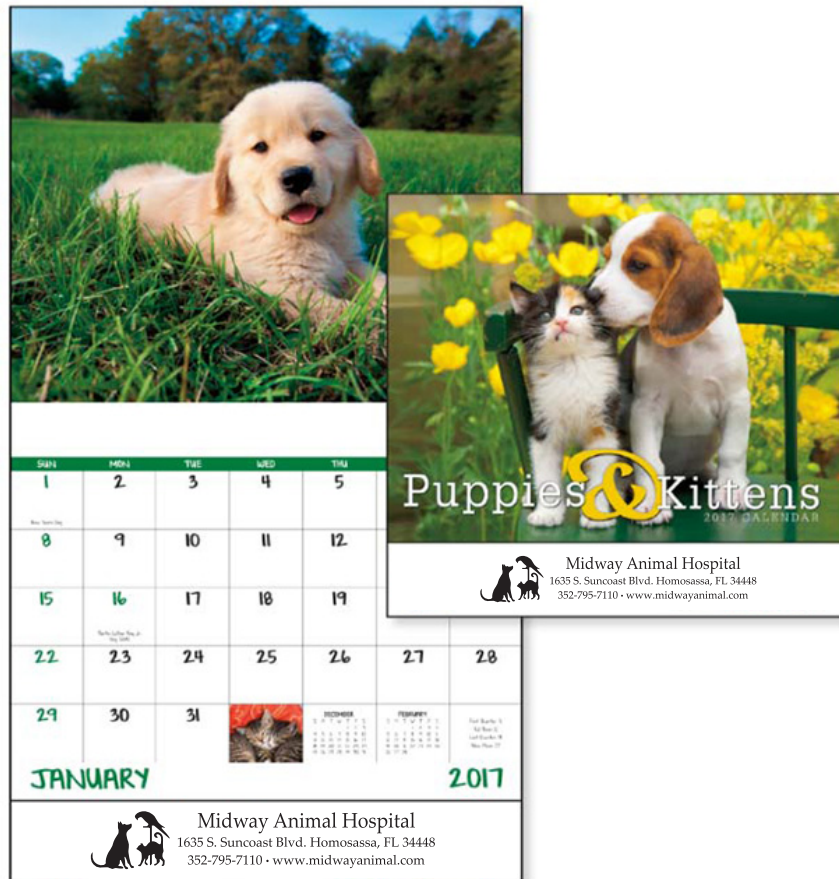 SUN MON TUE WED THU
1 2 3 4 5
8 9 10 11 12
15 16 17 18 19
22 23 24 25 26 27 28
29 30 31
DECEMBER FEBRUARY
JANUARY 2017
Midway Animal Hospital
1635 S. Suncoast Blvd. Homosassa, FL 34448
352-795-7110 • www.midwayanimal.com
Puppies & Kittens
2017 CALENDAR
Midway Animal Hospital
1635 S. Suncoast Blvd. Homosassa, FL 34448
352-795-7110 • www.midwayanimal.com